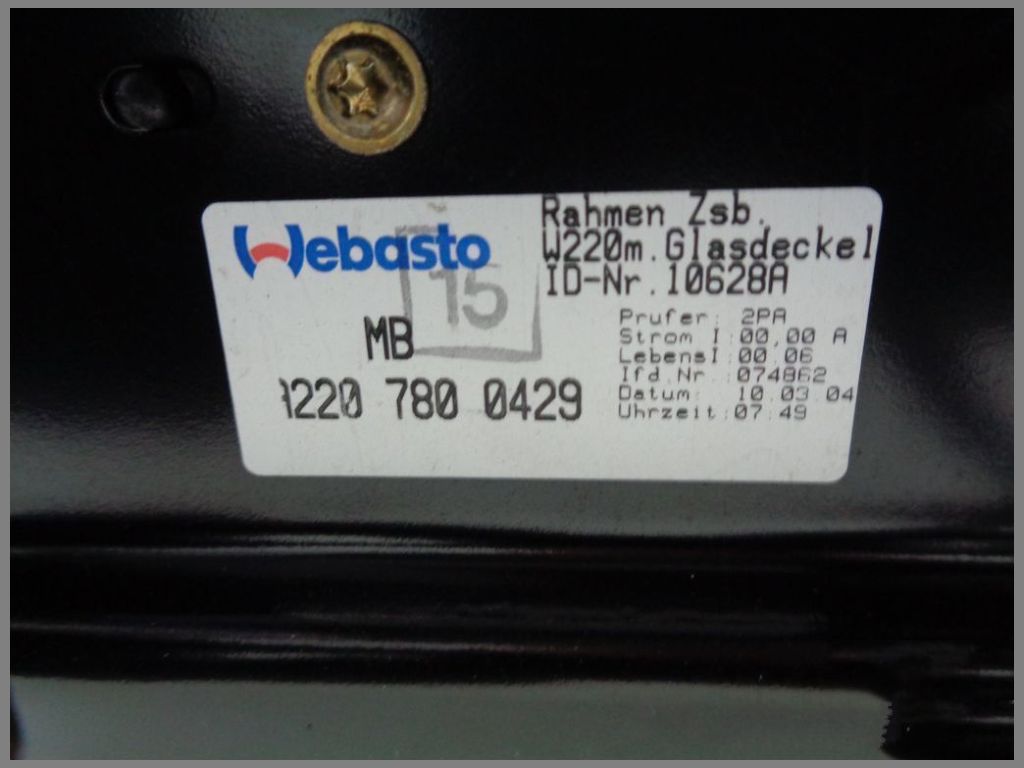 Webasto
15
MB
220 780 0429
Rahmen Zsb.
W220m.Glasdeckel
ID-Nr.10628A
Prufer: 2PA
Strom I:00,00 A
LebensI:00.06
lfd.Nr.:074862
Datum: 10.03.04
Uhrzeit:07:49